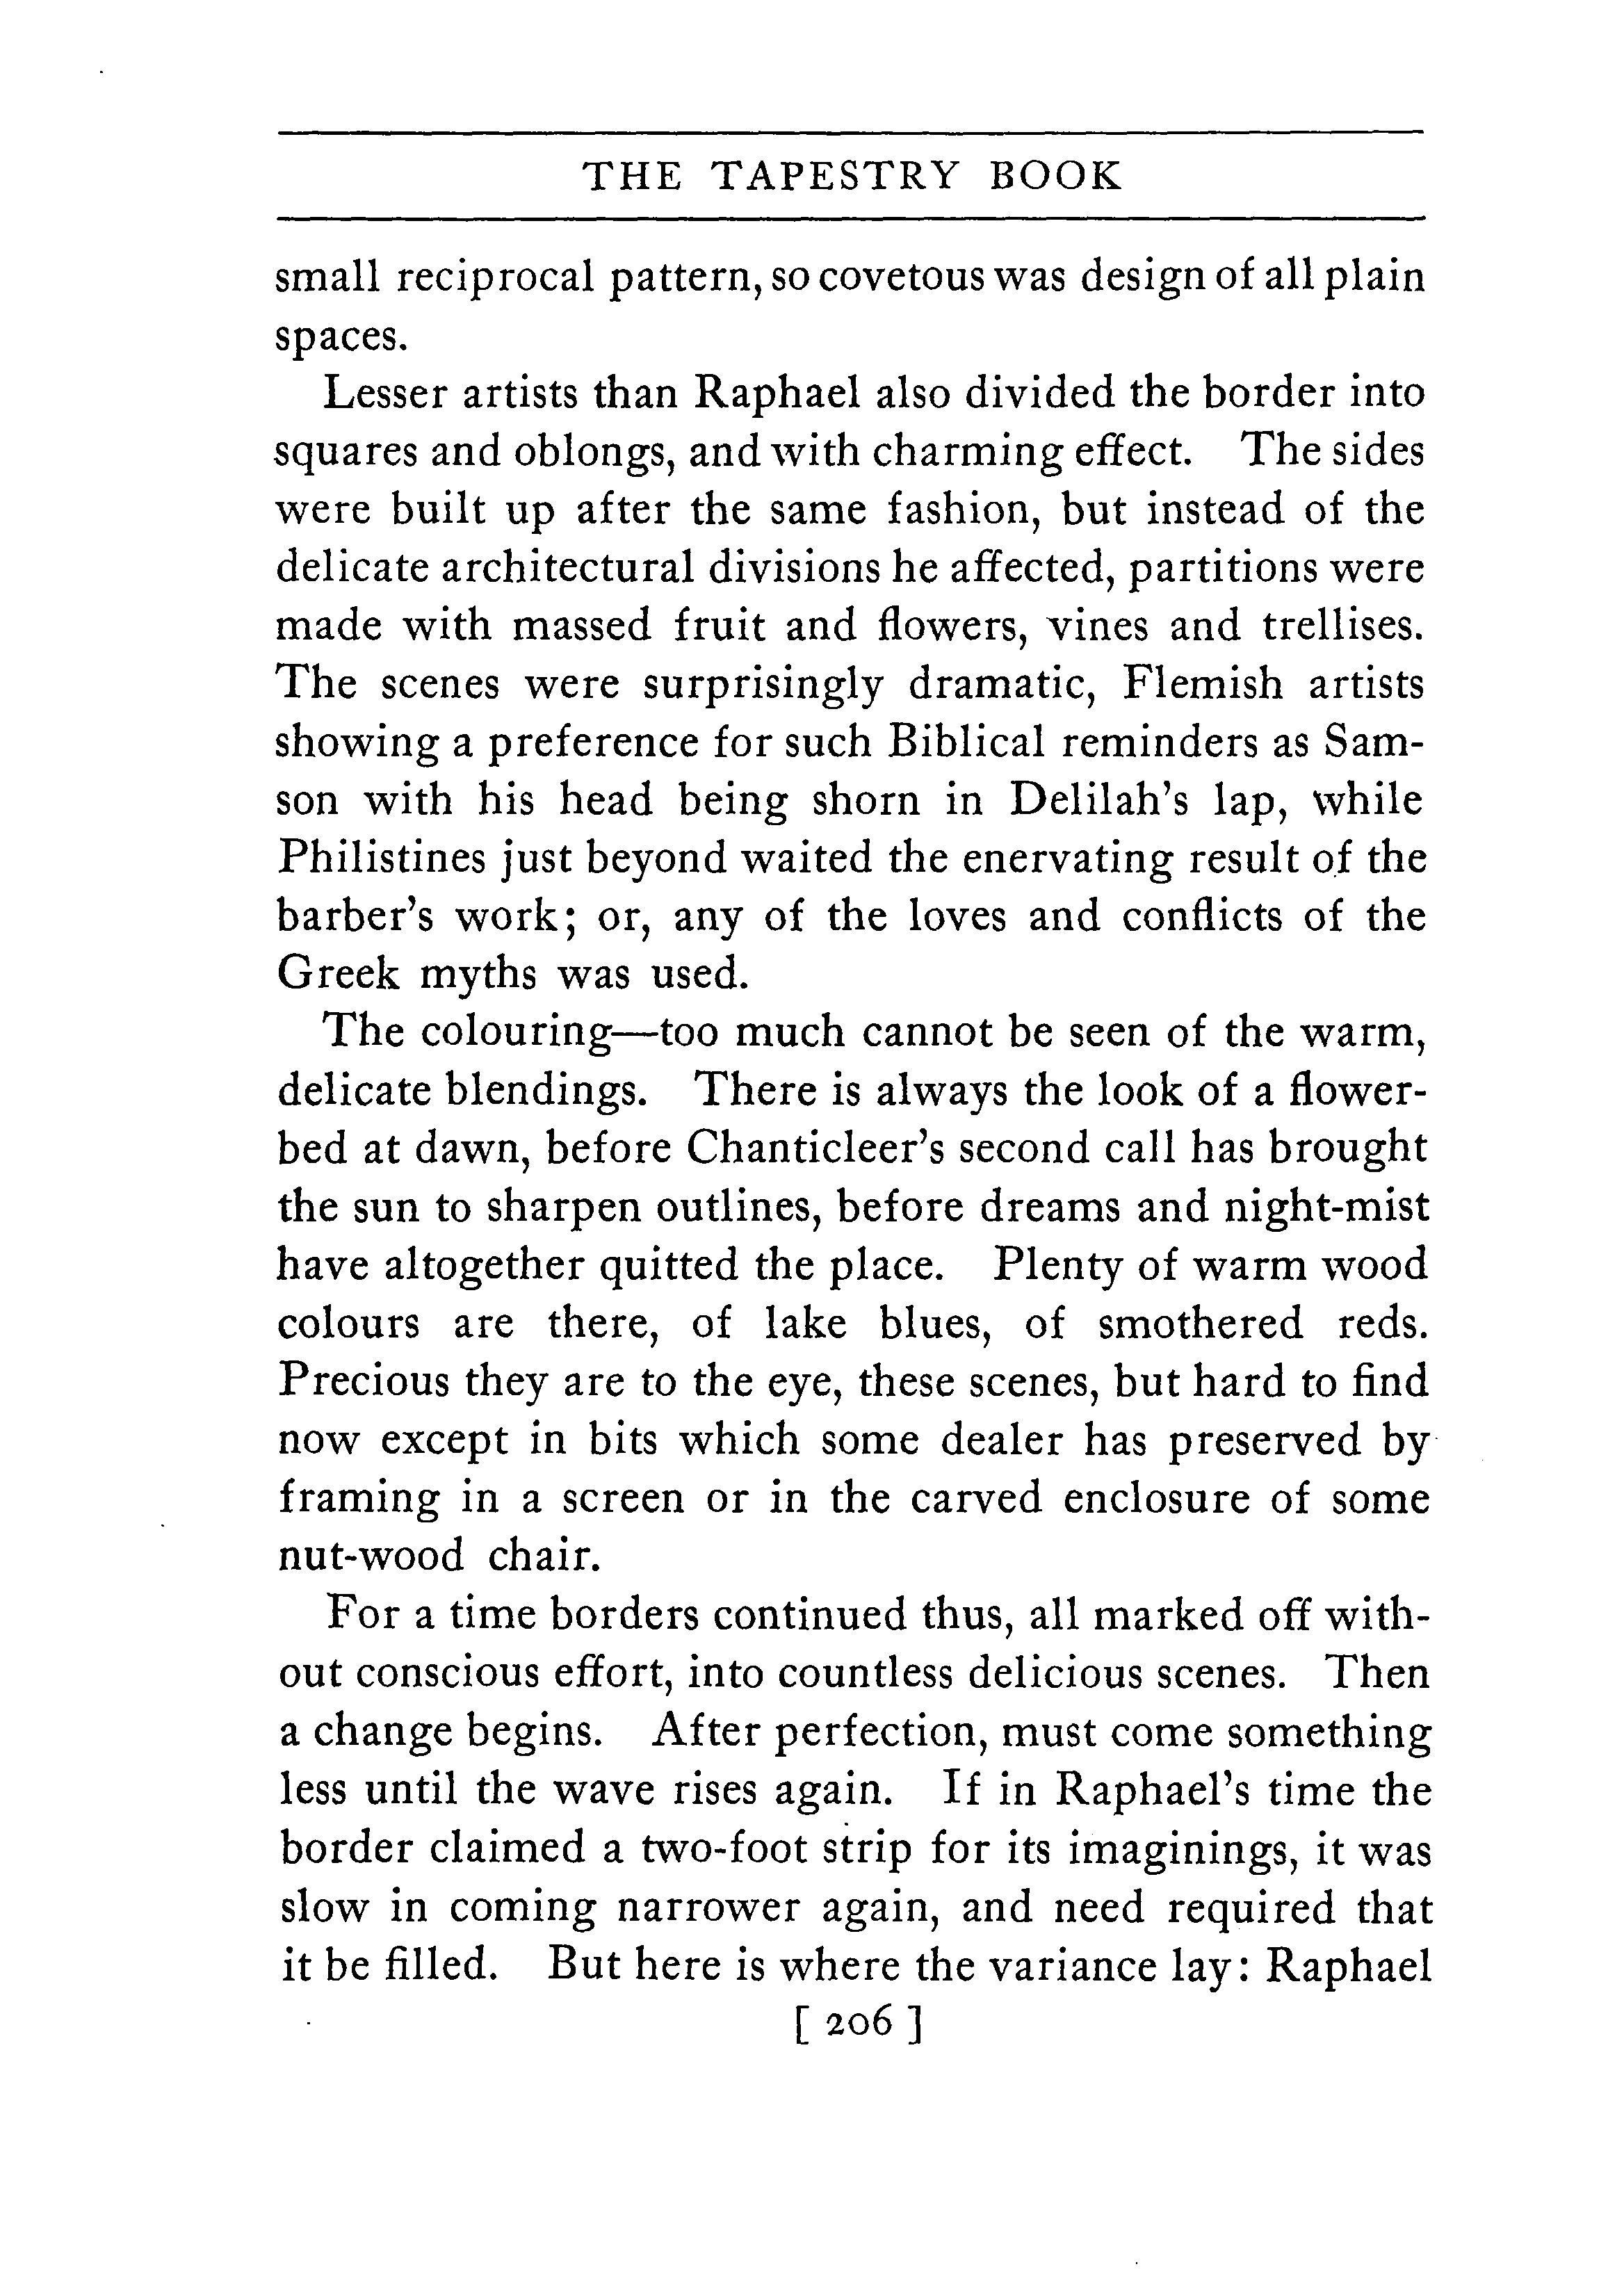 THE TAPESTRY BOOK
small reciprocal pattern, so covetous was design of all plain
spaces.
Lesser artists than Raphael also divided the border into
squares and oblongs, and with charming effect. The sides
were built up after the same fashion, but instead of the
delicate architectural divisions he affected, partitions were
made with massed fruit and flowers, vines and trellises.
The scenes were surprisingly dramatic, Flemish artists
showing a preference for such Biblical reminders as Sam-
son with his head being shorn in Delilah's lap, while
Philistines just beyond waited the enervating result of the
barber's work; or, any of the loves and conflicts of the
Greek myths was used.
The colouring—too much cannot be seen of the warm,
delicate blendings. There is always the look of a flower-
bed at dawn, before Chanticleer's second call has brought
the sun to sharpen outlines, before dreams and night-mist
have altogether quitted the place. Plenty of warm wood
colours are there, of lake blues, of smothered reds.
Precious they are to the eye, these scenes, but hard to find
now except in bits which some dealer has preserved by
framing in a screen or in the carved enclosure of some
nut-wood chair.
For a time borders continued thus, all marked off with-
out conscious effort, into countless delicious scenes. Then
a change begins. After perfection, must come something
less until the wave rises again. If in Raphael's time the
border claimed a two-foot strip for its imaginings, it was
slow in coming narrower again, and need required that
it be filled. But here is where the variance lay: Raphael
[ 206 ]